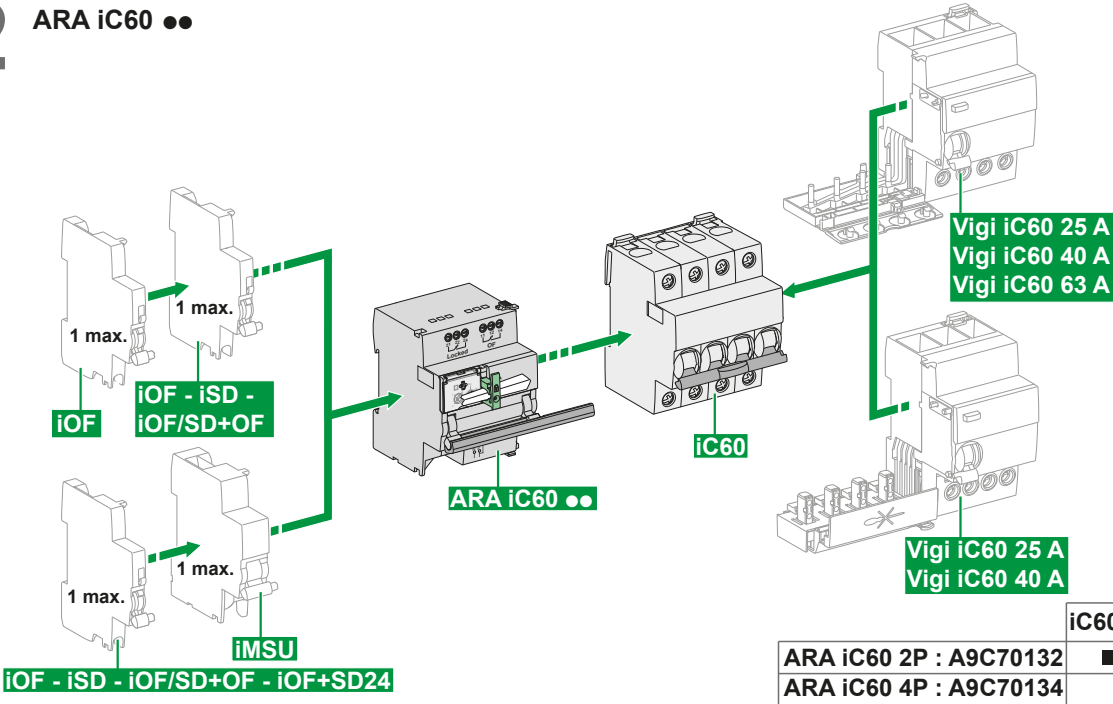 ARA iC60 ●●
1 max.
1 max.
iOF
iOF - iSD -
iOF/SD+OF
Locked
OF
ARA iC60 ●●
iC60
Vigi iC60 25 A
Vigi iC60 40 A
Vigi iC60 63 A
Vigi iC60 25 A
Vigi iC60 40 A
1 max.
1 max.
iMSU
iOF - iSD - iOF/SD+OF - iOF+SD24
iC60
ARA iC60 2P : A9C70132 ■
ARA iC60 4P : A9C70134